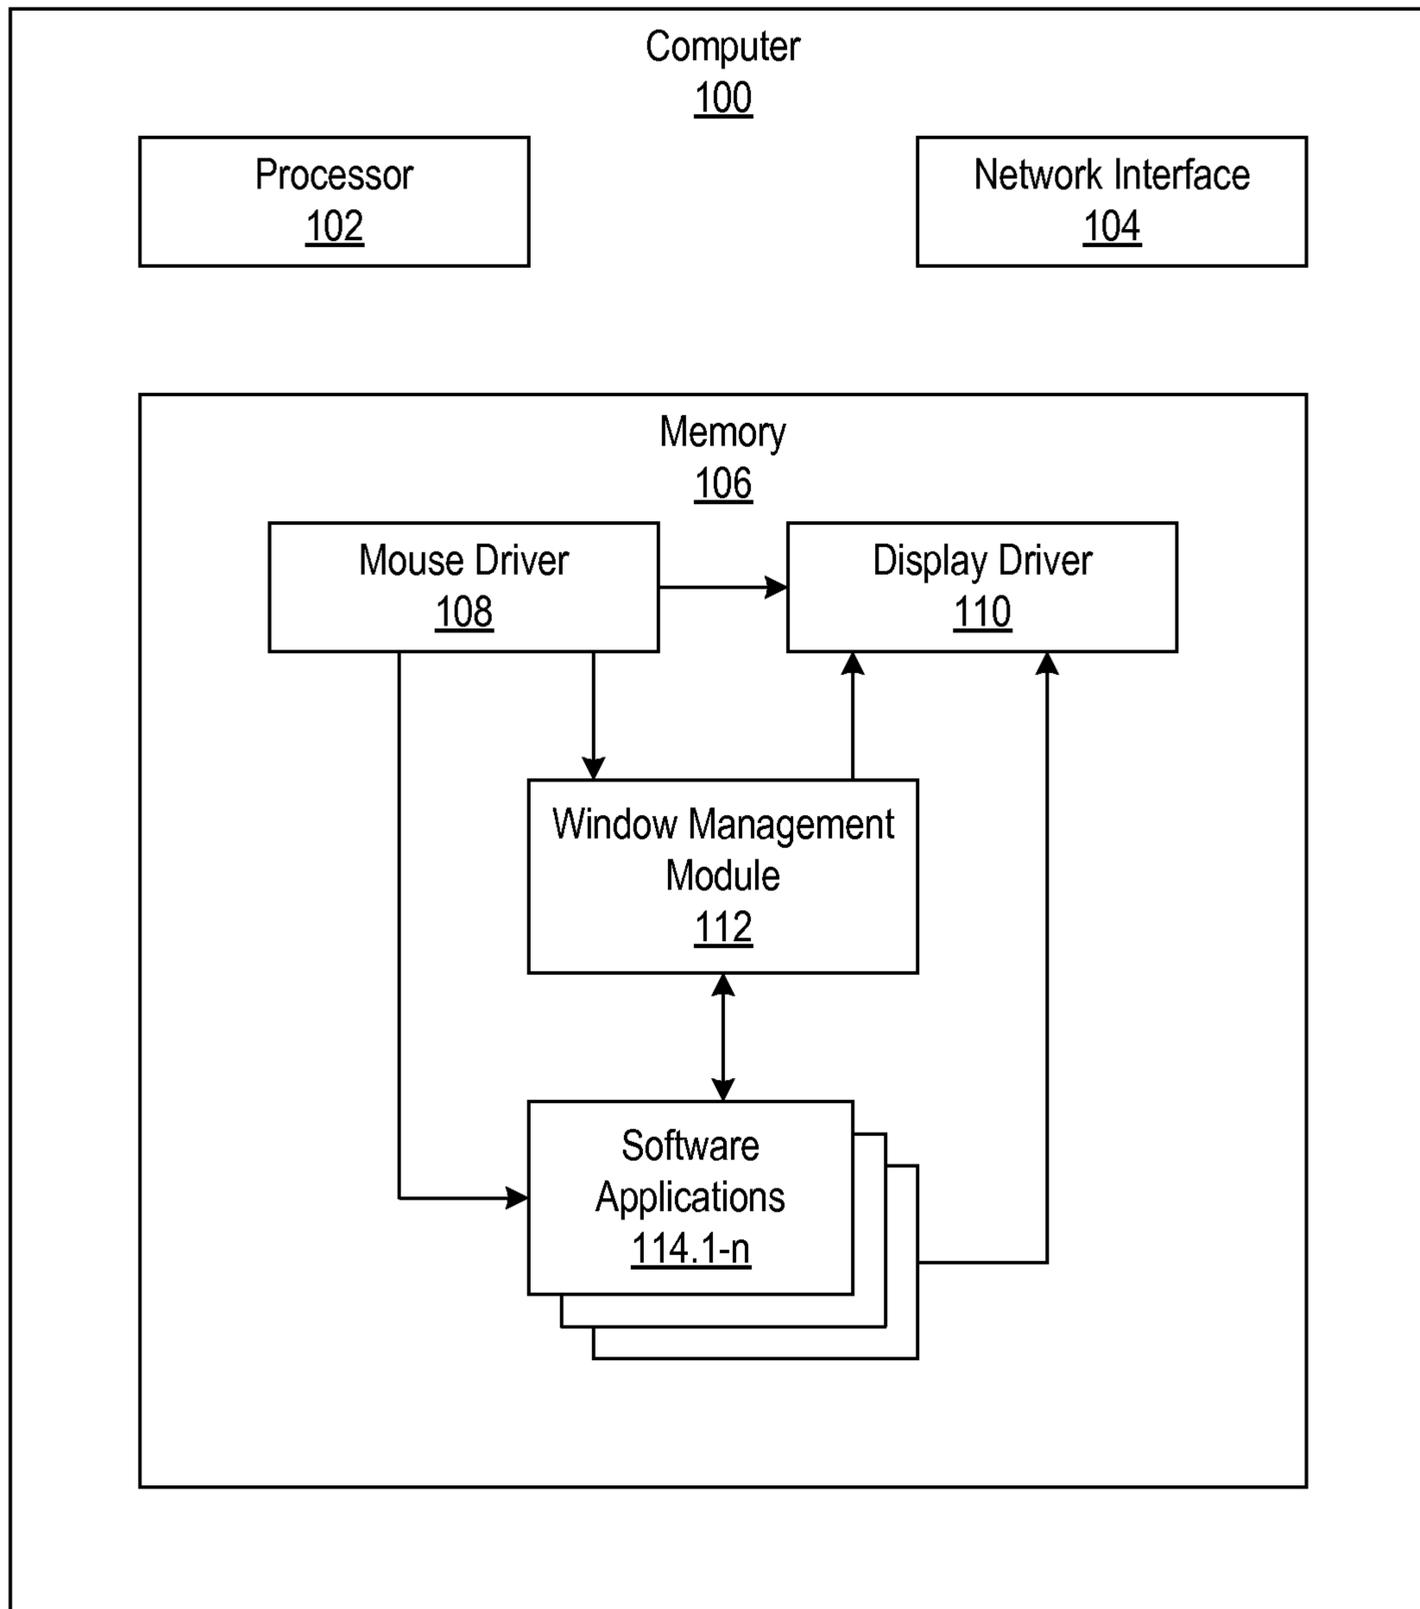 Computer
100
Processor
102
Network Interface
104
Memory
106
Mouse Driver
108
Display Driver
110
Window Management
Module
112
Software
Applications
114.1-n